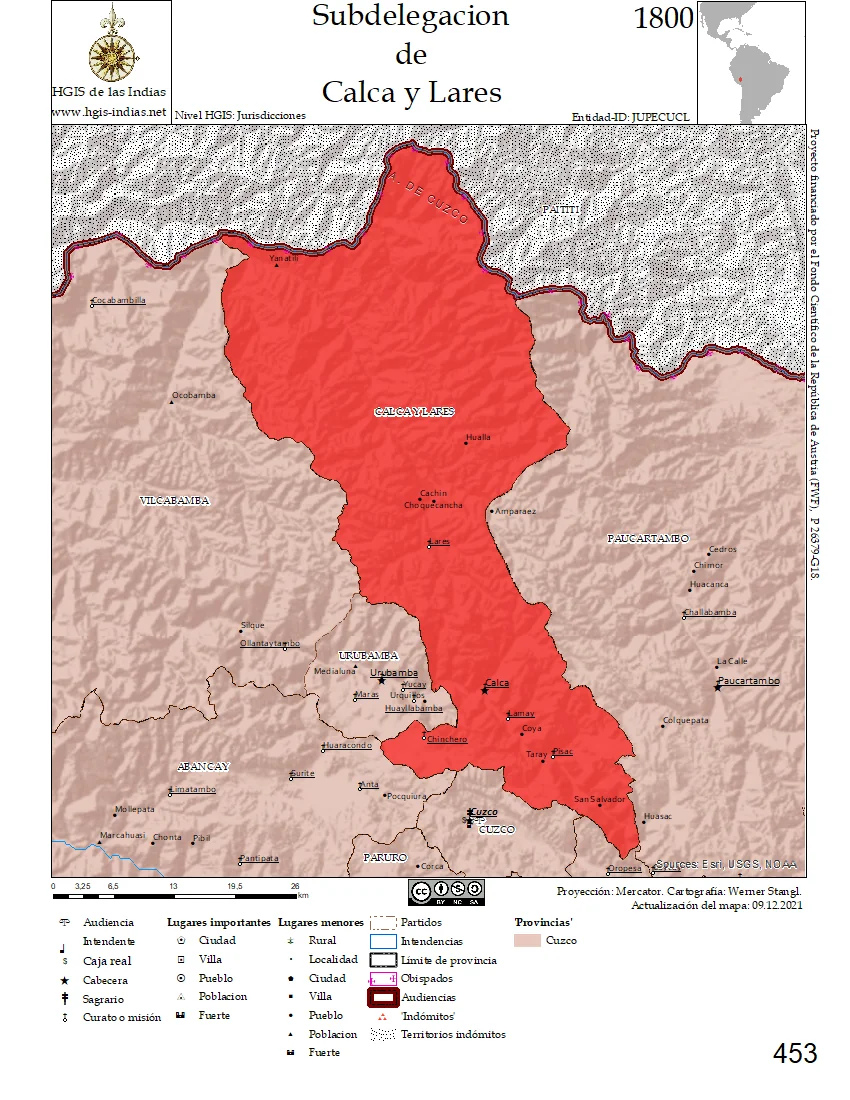 Subdelegacion
de
Calca y Lares
1800
HGIS de las Indias
www.hgis-indias.net
Nivel HGIS: Jurisdicciones
Entidad-ID: JUPECUCL
Proyecto financiado por el Fondo Científico de la República de Austria (FWF), P 26379-G18.
A. DE CUZCO
PAITITI
Yanatili
Cocabambilla
Ocobamba
CALCA Y LARES
Hualla
Cachin
Choquecancha
Amparaez
VILCABAMBA
Lares
PAUCARTAMBO
Cedros
Chimor
Huacanca
Challabamba
Silque
Ollantaytambo
URUBAMBA
Medialuna
Urubamba
Yucay
Maras
Urquillos
Huayllabamba
Calca
La Calle
Paucartambo
Lamay
Coya
Colquepata
Chinchero
Huaracondo
Taray
Pisac
ABANCAY
Surite
Limatambo
Anta
Pocquiura
San Salvador
Mollepata
Cuzco
CUZCO
Huasac
Marcahuasi
Chonta
Pibil
Pantipata
PARURO
Corca
Oropesa
Sources: Esri, USGS, NOAA
0 3,25 6,5 13 19,5 26
km
CC BY NC SA
Proyección: Mercator. Cartografía: Werner Stangl.
Actualización del mapa: 09.12.2021
Audiencia
Intendente
Caja real
Cabecera
Sagrario
Curato o misión
Lugares importantes
Ciudad
Villa
Pueblo
Poblacion
Fuerte
Lugares menores
Rural
Localidad
Ciudad
Villa
Pueblo
Poblacion
Fuerte
Partidos
Intendencias
Límite de provincia
Obispados
Audiencias
'Indómitos'
Territorios indómitos
'Provincias'
Cuzco
453